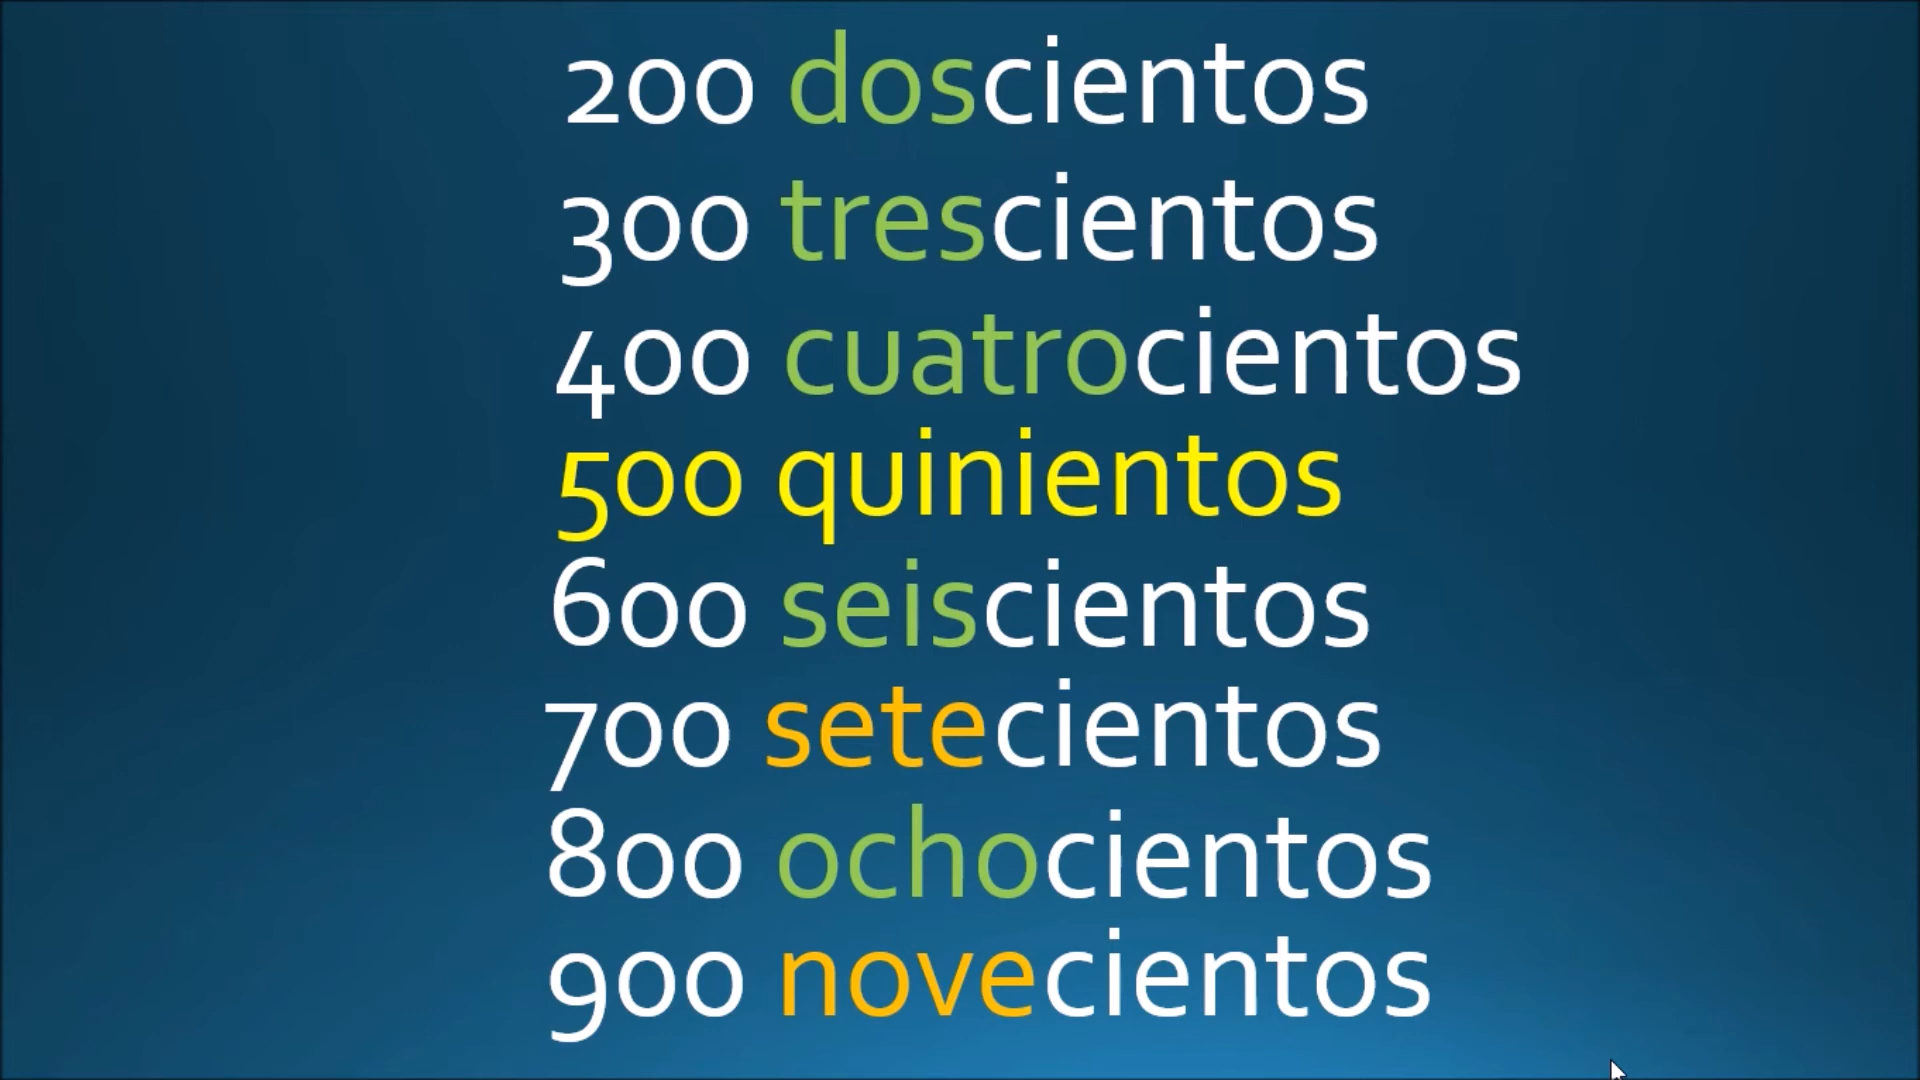 200 doscientos
300 trescientos
400 cuatrocientos
500 quinientos
600 seiscientos
700 setecientos
800 ochocientos
900 novecientos